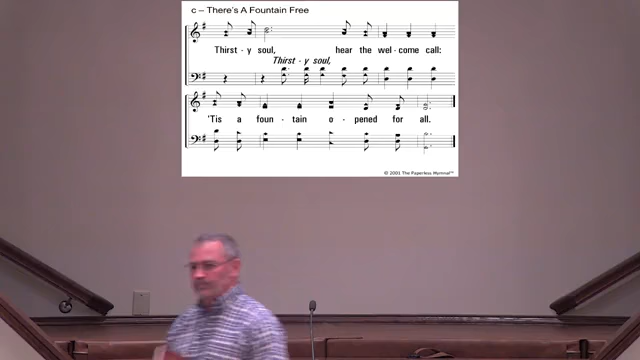 c – There's A Fountain Free
Thirst - y soul, hear the wel - come call:
Thirst - y soul,
'Tis a foun - tain o - pened for all.
© 2001 The Paperless Hymnal™